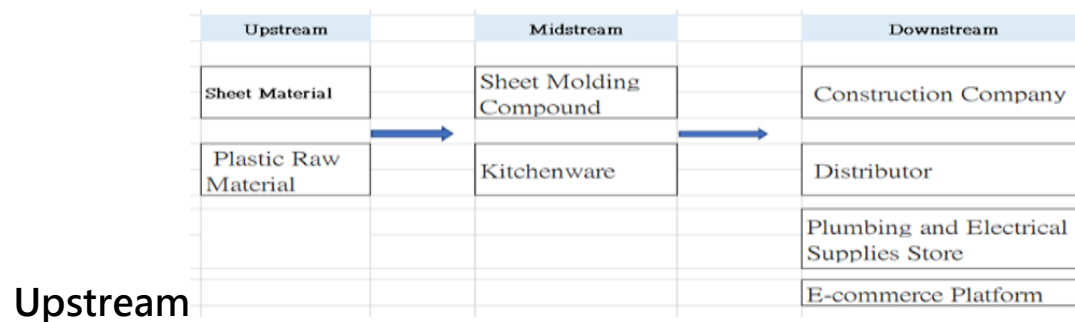 Upstream Midstream Downstream
Sheet Material
Sheet Molding
Compound
Construction Company
Plastic Raw
Material
Kitchenware
Distributor
Plumbing and Electrical
Supplies Store
E-commerce Platform
Upstream